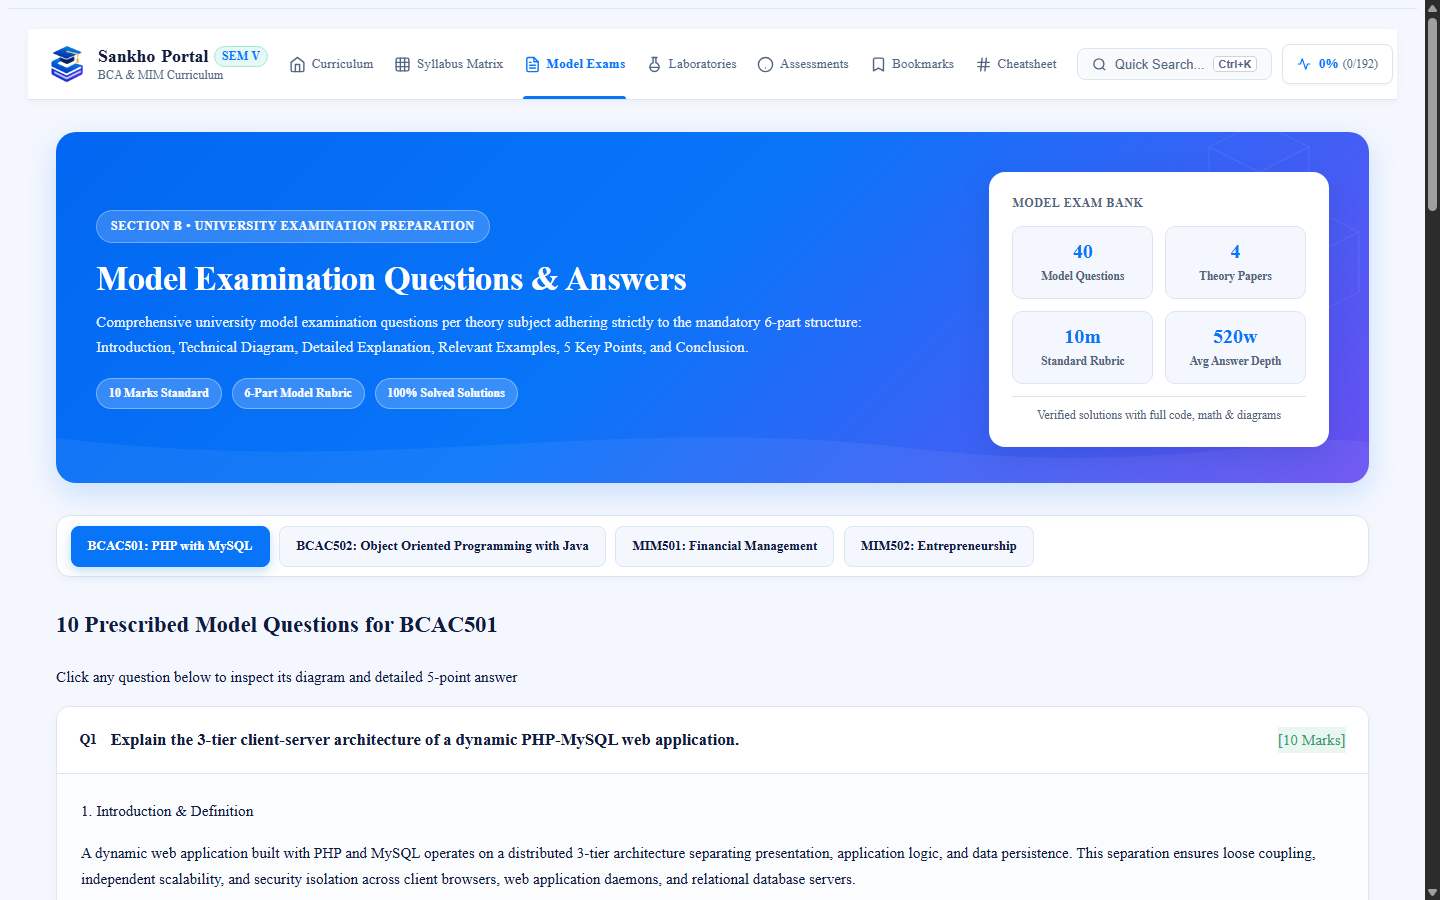 Sankho Portal SEM V
BCA & MIM Curriculum
Curriculum
Syllabus Matrix
Model Exams
Laboratories
Assessments
Bookmarks
Cheatsheet
Quick Search... Ctrl+K
0% (0/192)
SECTION B • UNIVERSITY EXAMINATION PREPARATION
Model Examination Questions & Answers
Comprehensive university model examination questions per theory subject adhering strictly to the mandatory 6-part structure:
Introduction, Technical Diagram, Detailed Explanation, Relevant Examples, 5 Key Points, and Conclusion.
10 Marks Standard
6-Part Model Rubric
100% Solved Solutions
MODEL EXAM BANK
40
Model Questions
4
Theory Papers
10m
Standard Rubric
520w
Avg Answer Depth
Verified solutions with full code, math & diagrams
BCAC501: PHP with MySQL
BCAC502: Object Oriented Programming with Java
MIM501: Financial Management
MIM502: Entrepreneurship
10 Prescribed Model Questions for BCAC501
Click any question below to inspect its diagram and detailed 5-point answer
Q1 Explain the 3-tier client-server architecture of a dynamic PHP-MySQL web application.
[10 Marks]
1. Introduction & Definition
A dynamic web application built with PHP and MySQL operates on a distributed 3-tier architecture separating presentation, application logic, and data persistence. This separation ensures loose coupling,
independent scalability, and security isolation across client browsers, web application daemons, and relational database servers.